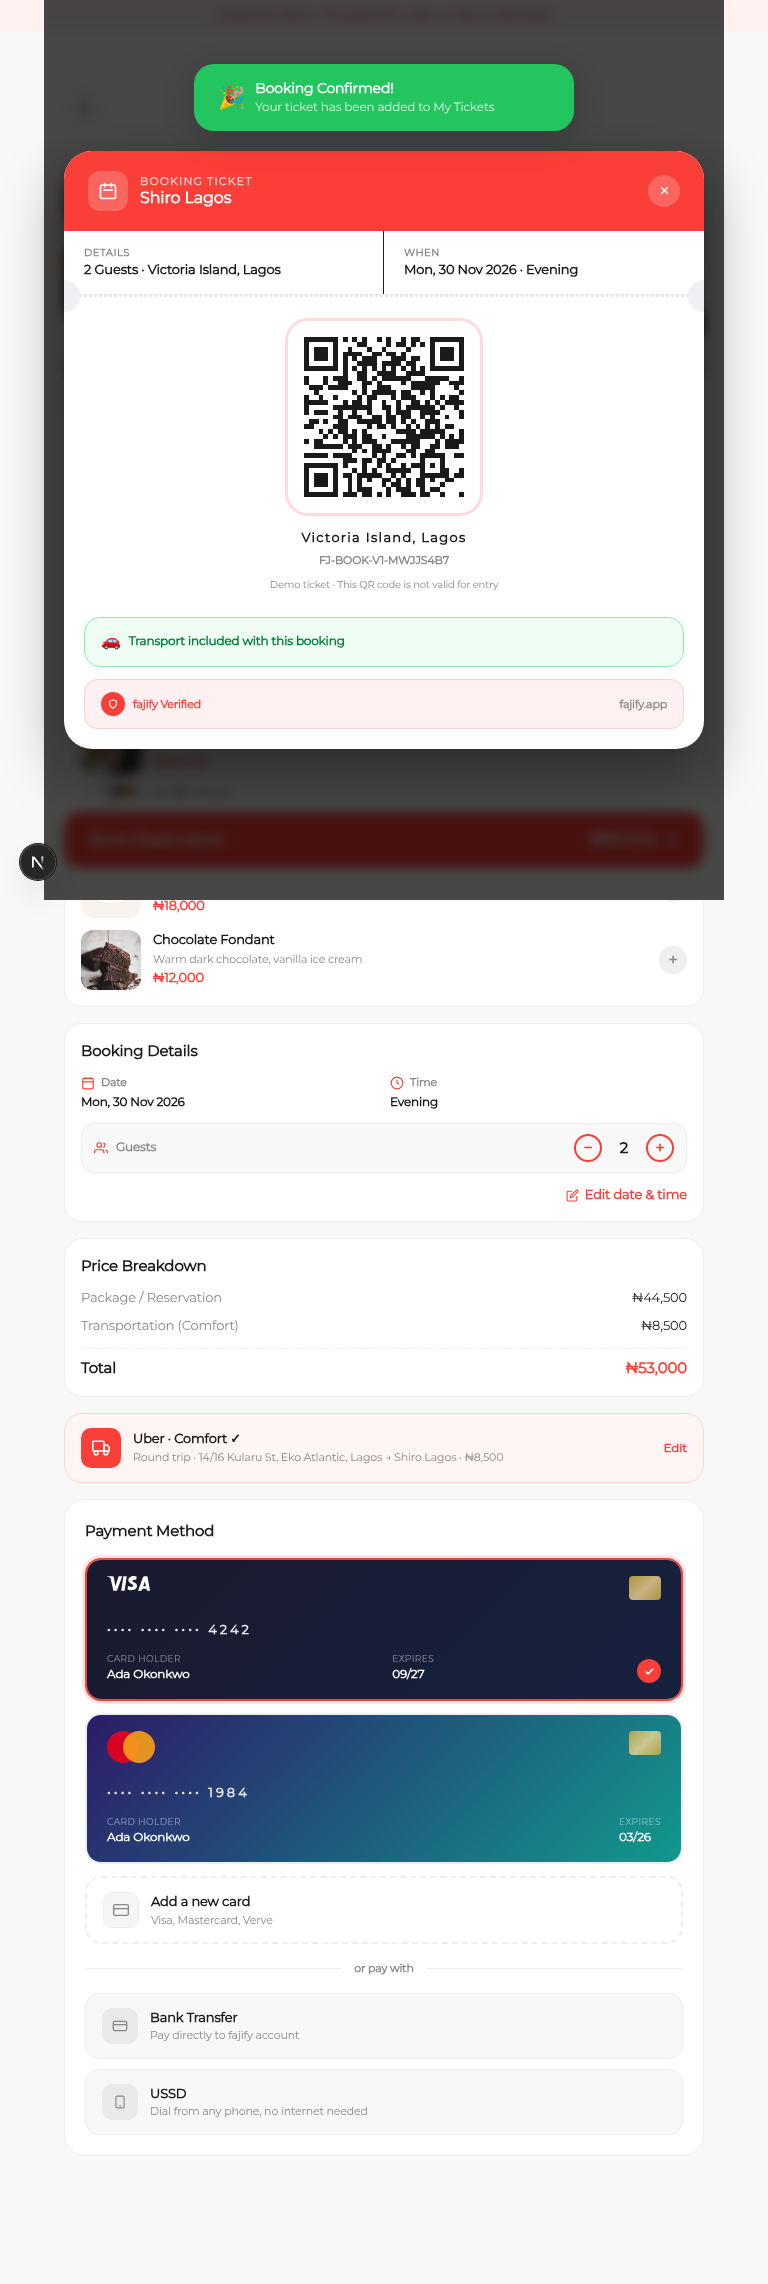 Booking Confirmed!
Your ticket has been added to My Tickets
BOOKING TICKET
Shiro Lagos
DETAILS
2 Guests · Victoria Island, Lagos
WHEN
Mon, 30 Nov 2026 · Evening
Victoria Island, Lagos
FJ-BOOK-V1-MWJJS4B7
Demo ticket · This QR code is not valid for entry
Transport included with this booking
fajify Verified
fajify.app
₦18,000
Chocolate Fondant
Warm dark chocolate, vanilla ice cream
₦12,000
Booking Details
Date
Mon, 30 Nov 2026
Time
Evening
Guests
2
Edit date & time
Price Breakdown
Package / Reservation
₦44,500
Transportation (Comfort)
₦8,500
Total
₦53,000
Uber · Comfort ✓
Round trip · 14/16 Kularu St, Eko Atlantic, Lagos → Shiro Lagos · ₦8,500
Edit
Payment Method
VISA
•••• •••• •••• 4242
CARD HOLDER
Ada Okonkwo
EXPIRES
09/27
•••• •••• •••• 1984
CARD HOLDER
Ada Okonkwo
EXPIRES
03/26
Add a new card
Visa, Mastercard, Verve
or pay with
Bank Transfer
Pay directly to fajify account
USSD
Dial from any phone, no internet needed